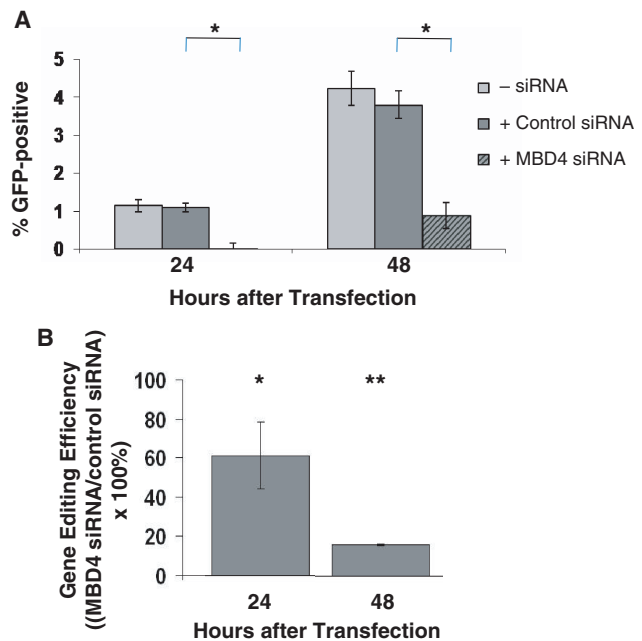 A
*
*
5
4
3
2
1
0
% GFP-positive
– siRNA
+ Control siRNA
+ MBD4 siRNA
24
48
Hours after Transfection
B
Gene Editing Efficiency
((MBD4 siRNA/control siRNA)
x 100%)
100
80
60
40
20
0
*
**
24
48
Hours after Transfection